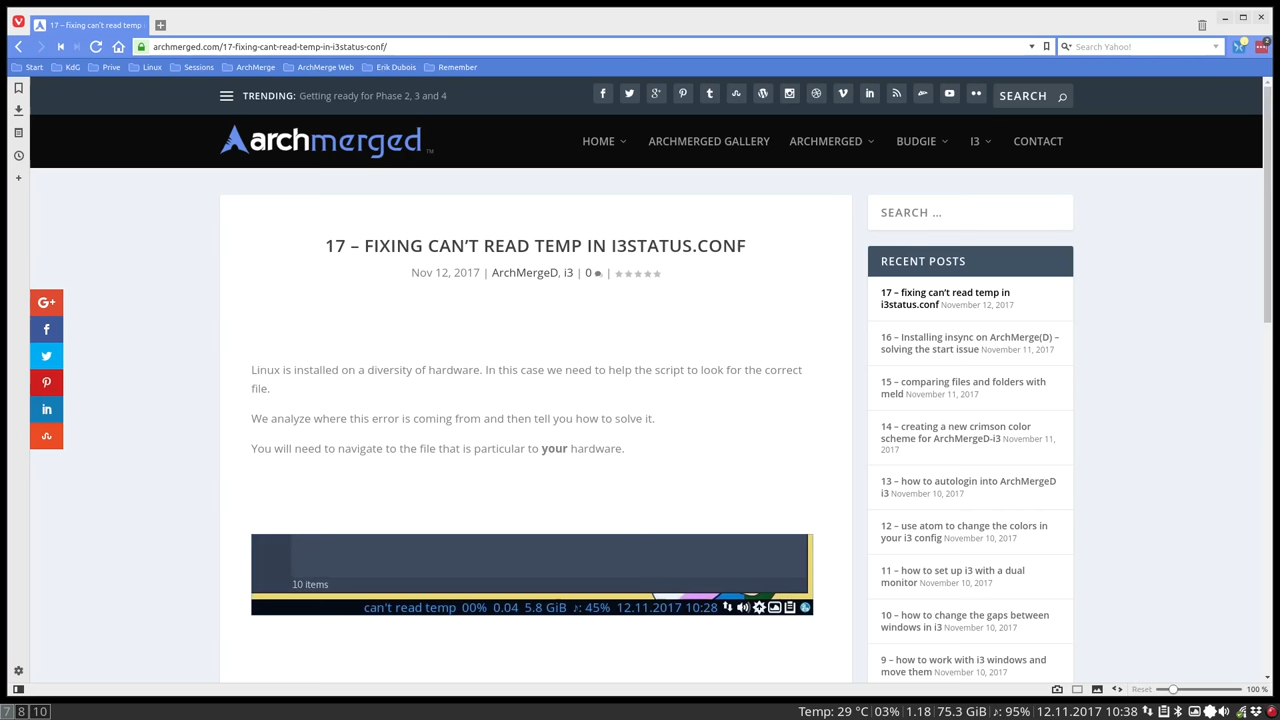 17 – fixing can't read temp
archmerged.com/17-fixing-cant-read-temp-in-i3status-conf/
Search Yahoo!
2
Start
KdG
Prive
Linux
Sessions
ArchMerge
ArchMerge Web
Erik Dubois
Remember
TRENDING: Getting ready for Phase 2, 3 and 4
SEARCH
archmerged
TM
HOME
ARCHMERGED GALLERY
ARCHMERGED
BUDGIE
I3
CONTACT
17 – FIXING CAN'T READ TEMP IN I3STATUS.CONF
Nov 12, 2017 | ArchMergeD, i3 | 0 |
Linux is installed on a diversity of hardware. In this case we need to help the script to look for the correct
file.
We analyze where this error is coming from and then tell you how to solve it.
You will need to navigate to the file that is particular to your hardware.
10 items
can't read temp 00% 0.04 5.8 GiB ♪: 45% 12.11.2017 10:28
SEARCH …
RECENT POSTS
17 – fixing can't read temp in
i3status.conf November 12, 2017
16 – Installing insync on ArchMerge(D) –
solving the start issue November 11, 2017
15 – comparing files and folders with
meld November 11, 2017
14 – creating a new crimson color
scheme for ArchMergeD-i3 November 11,
2017
13 – how to autologin into ArchMergeD
i3 November 10, 2017
12 – use atom to change the colors in
your i3 config November 10, 2017
11 – how to set up i3 with a dual
monitor November 10, 2017
10 – how to change the gaps between
windows in i3 November 10, 2017
9 – how to work with i3 windows and
move them November 10, 2017
Reset
100 %
7 8 10
Temp: 29 °C 03% 1.18 75.3 GiB ♪: 95% 12.11.2017 10:38